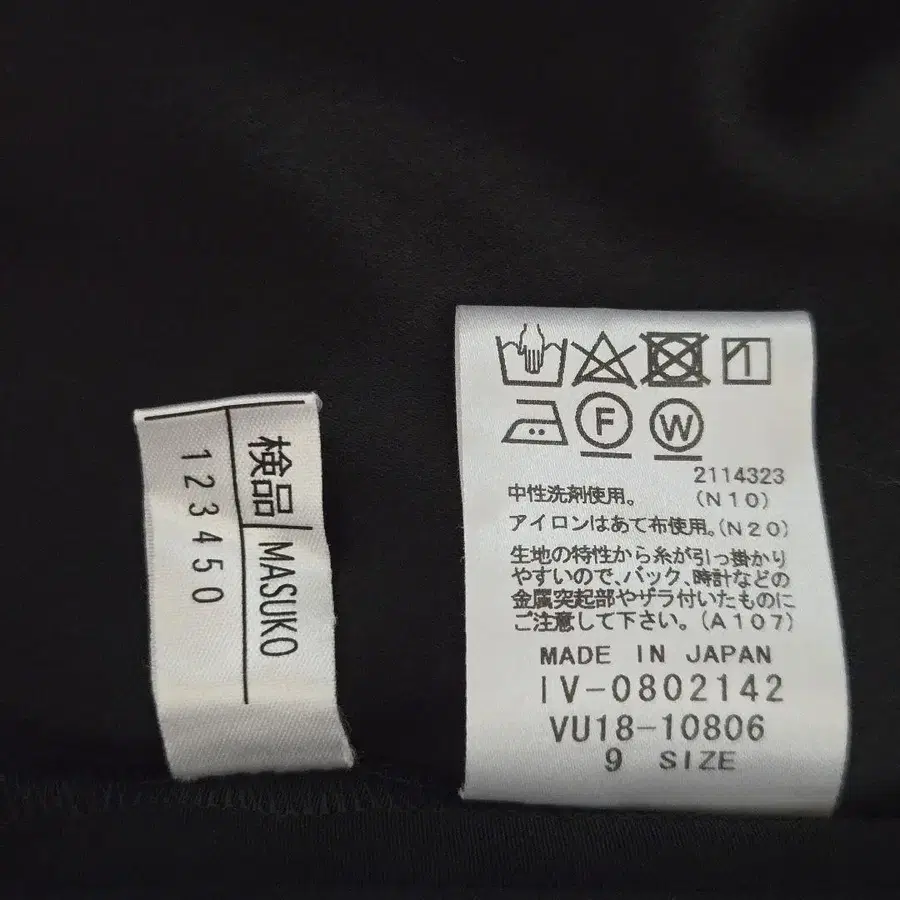 検品/MASUKO
123450
F
W
2114323
中性洗剤使用。(N10)
アイロンはあて布使用。(N20)
生地の特性から糸が引っ掛かり
やすいので、バック、時計などの
金属突起部やザラ付いたものに
ご注意して下さい。(A107)
MADE IN JAPAN
IV-0802142
VU18-10806
9 SIZE